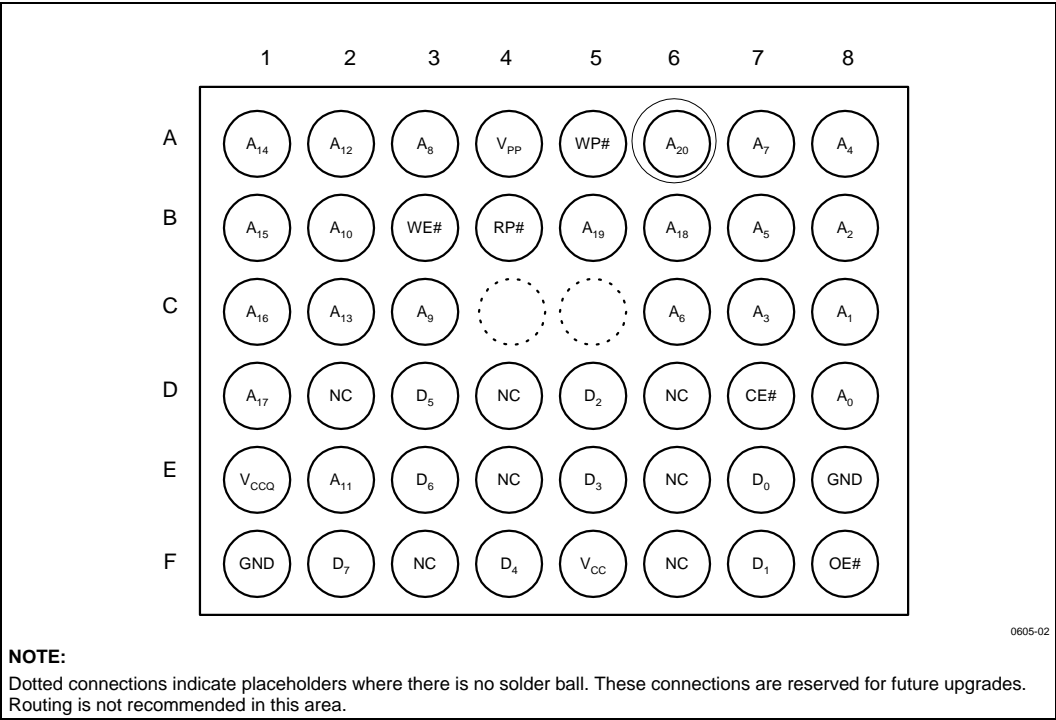 1 2 3 4 5 6 7 8
A A14 A12 A8 VPP WP# A20 A7 A4
B A15 A10 WE# RP# A19 A18 A5 A2
C A16 A13 A9 A6 A3 A1
D A17 NC D5 NC D2 NC CE# A0
E VCCQ A11 D6 NC D3 NC D0 GND
F GND D7 NC D4 VCC NC D1 OE#
0605-02
NOTE:
Dotted connections indicate placeholders where there is no solder ball. These connections are reserved for future upgrades.
Routing is not recommended in this area.